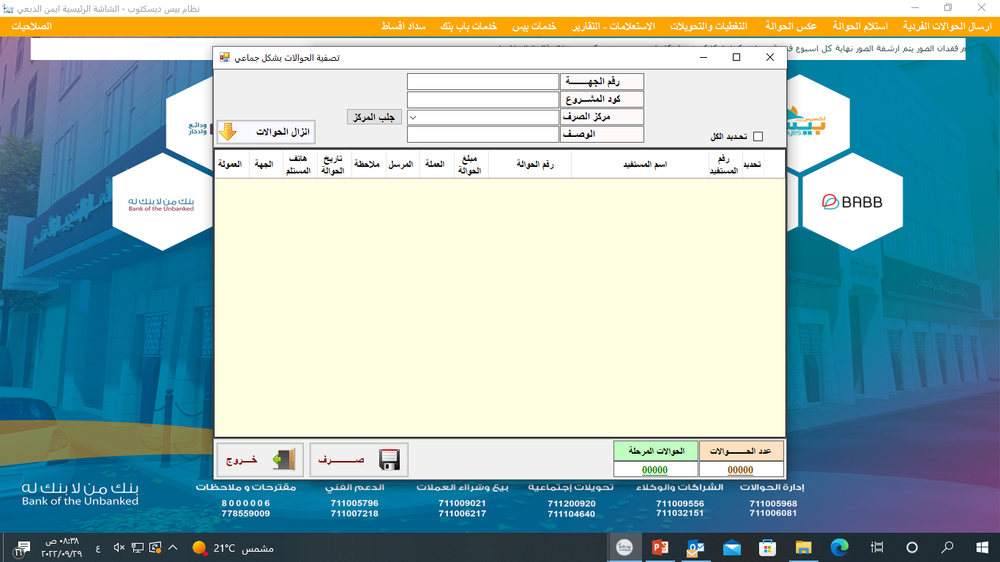 نظام بيس ديسكتوب - الشاشة الرئيسية ايمن الدبعي
ارسال الحوالات الفردية
استلام الحوالة
عكس الحوالة
التغطيات والتحويلات
الاستعلامات - التقارير
خدمات بيس
خدمات باب بنك
سداد اقساط
الصلاحيات
م فقدان الصور يتم ارشفة الصور نهاية كل اسبوع
تصفية الحوالات بشكل جماعي
رقم الجهـــــة
كود المشـــروع
مركز الصرف
جلب المركز
الوصـف
انزال الحوالات
تحديد الكل
تحديد
رقم المستفيد
اسم المستفيد
رقم الحوالة
مبلغ الحوالة
العملة
المرسل
ملاحظة
تاريخ الحوالة
هاتف المستلم
الجهة
العمولة
ودائع
وادخار
اكسبرس
بنك من لا بنك له
Bank of the Unbanked
BABB
عدد الحـــــوالات
الحوالات المرحلة
00000
00000
صـــــرف
خـــروج
إدارة الحوالات
711005968
711006081
الشراكات والوكلاء
711009556
711032151
تحويلات إجتماعية
711200920
711104640
بيع وشرااء العملات
711009021
711006217
الدعم الفني
711005796
711007218
مقترحات و ملاحظات
8000006
778559009
بنك من لا بنك له
Bank of the Unbanked
21°C مشمس
ع
٠٨:٣٨ ص
٢٠٢٢/٠٩/٢٩
٢٦